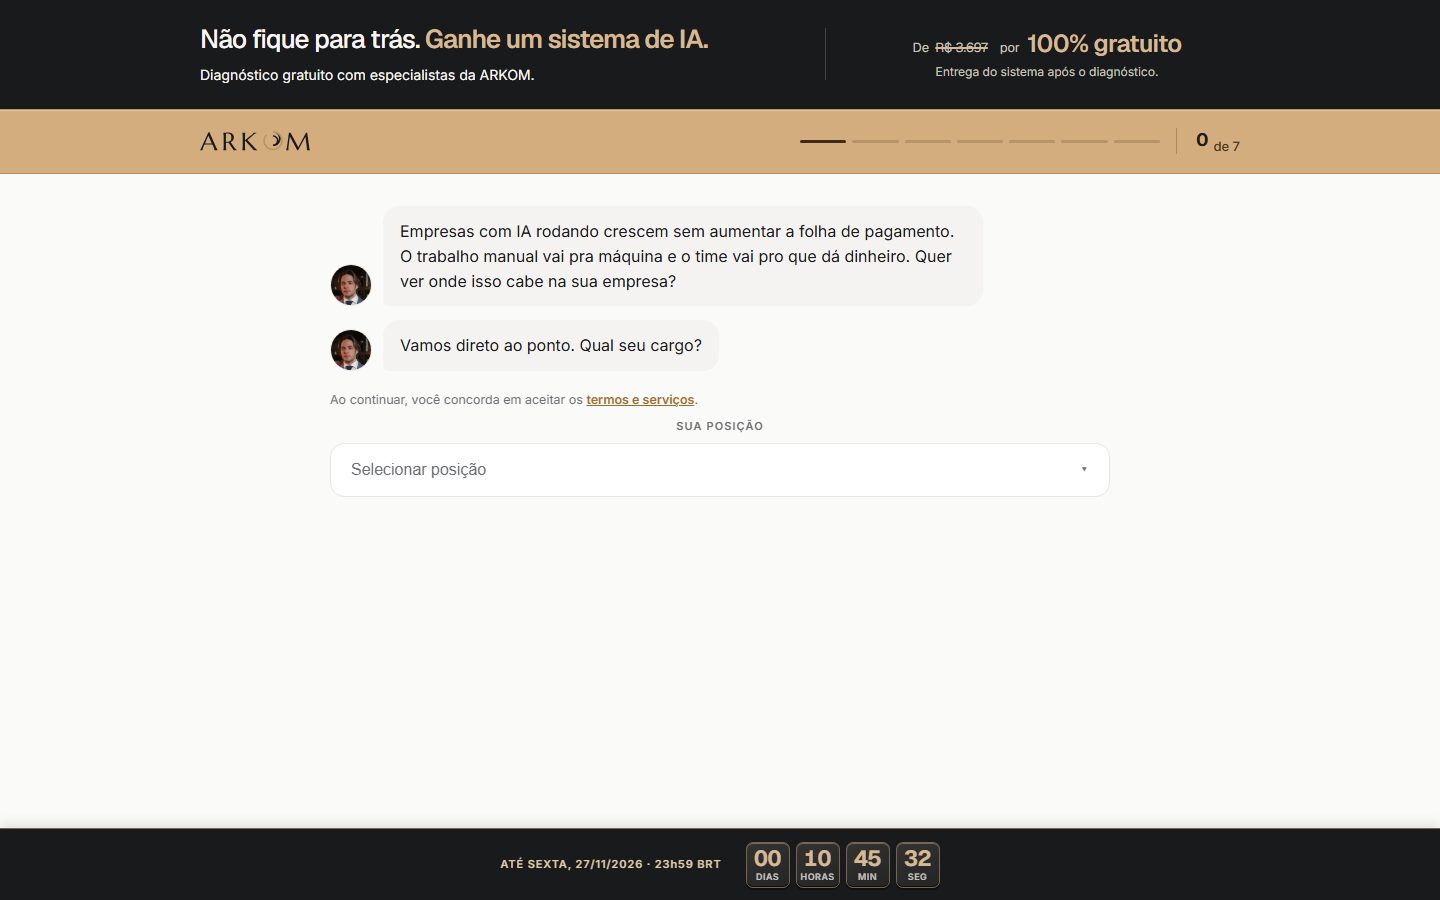 Não fique para trás. Ganhe um sistema de IA.
Diagnóstico gratuito com especialistas da ARKOM.
De R$ 3.697 por 100% gratuito
Entrega do sistema após o diagnóstico.
ARKOM
0 de 7
Empresas com IA rodando crescem sem aumentar a folha de pagamento.
O trabalho manual vai pra máquina e o time vai pro que dá dinheiro. Quer
ver onde isso cabe na sua empresa?
Vamos direto ao ponto. Qual seu cargo?
Ao continuar, você concorda em aceitar os termos e serviços.
SUA POSIÇÃO
Selecionar posição
ATÉ SEXTA, 27/11/2026 · 23h59 BRT
00 10 45 32
DIAS HORAS MIN SEG